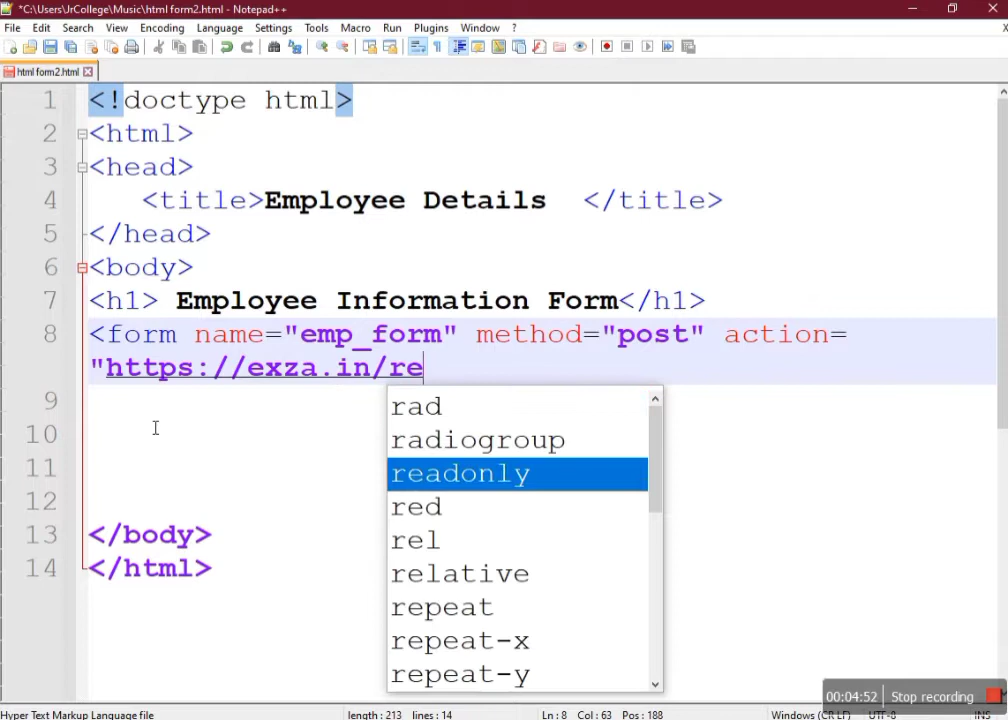 *C:\Users\JrCollege\Music\html form2.html - Notepad++
File Edit Search View Encoding Language Settings Tools Macro Run Plugins Window ? X
html form2.html
1 <!doctype html>
2 <html>
3 <head>
4 <title>Employee Details </title>
5 </head>
6 <body>
7 <h1> Employee Information Form</h1>
8 <form name="emp_form" method="post" action=
"https://exza.in/re
9 rad
10 radiogroup
11 readonly
12 red
rel
13 </body> relative
14 </html>
repeat
repeat-x
repeat-y
00:04:52 Stop recording
Hyper Text Markup Language file length : 213 lines : 14 Ln : 8 Col : 63 Pos : 188 Windows (CR LF) UTF-8 INS